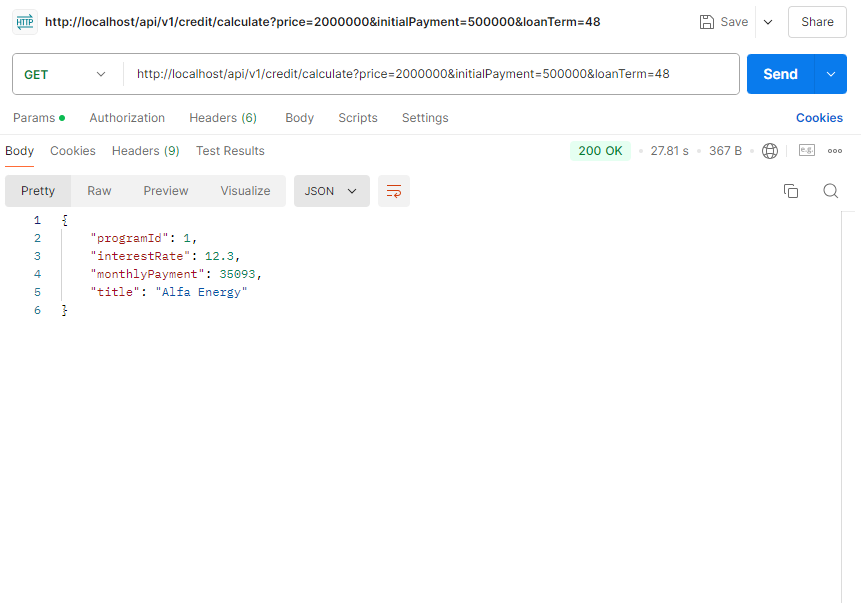 HTTP http://localhost/api/v1/credit/calculate?price=2000000&initialPayment=500000&loanTerm=48 Save Share
GET http://localhost/api/v1/credit/calculate?price=2000000&initialPayment=500000&loanTerm=48 Send
Params Authorization Headers (6) Body Scripts Settings Cookies
Body Cookies Headers (9) Test Results 200 OK 27.81 s 367 B e.g.
Pretty Raw Preview Visualize JSON
1 {
2 "programId": 1,
3 "interestRate": 12.3,
4 "monthlyPayment": 35093,
5 "title": "Alfa Energy"
6 }